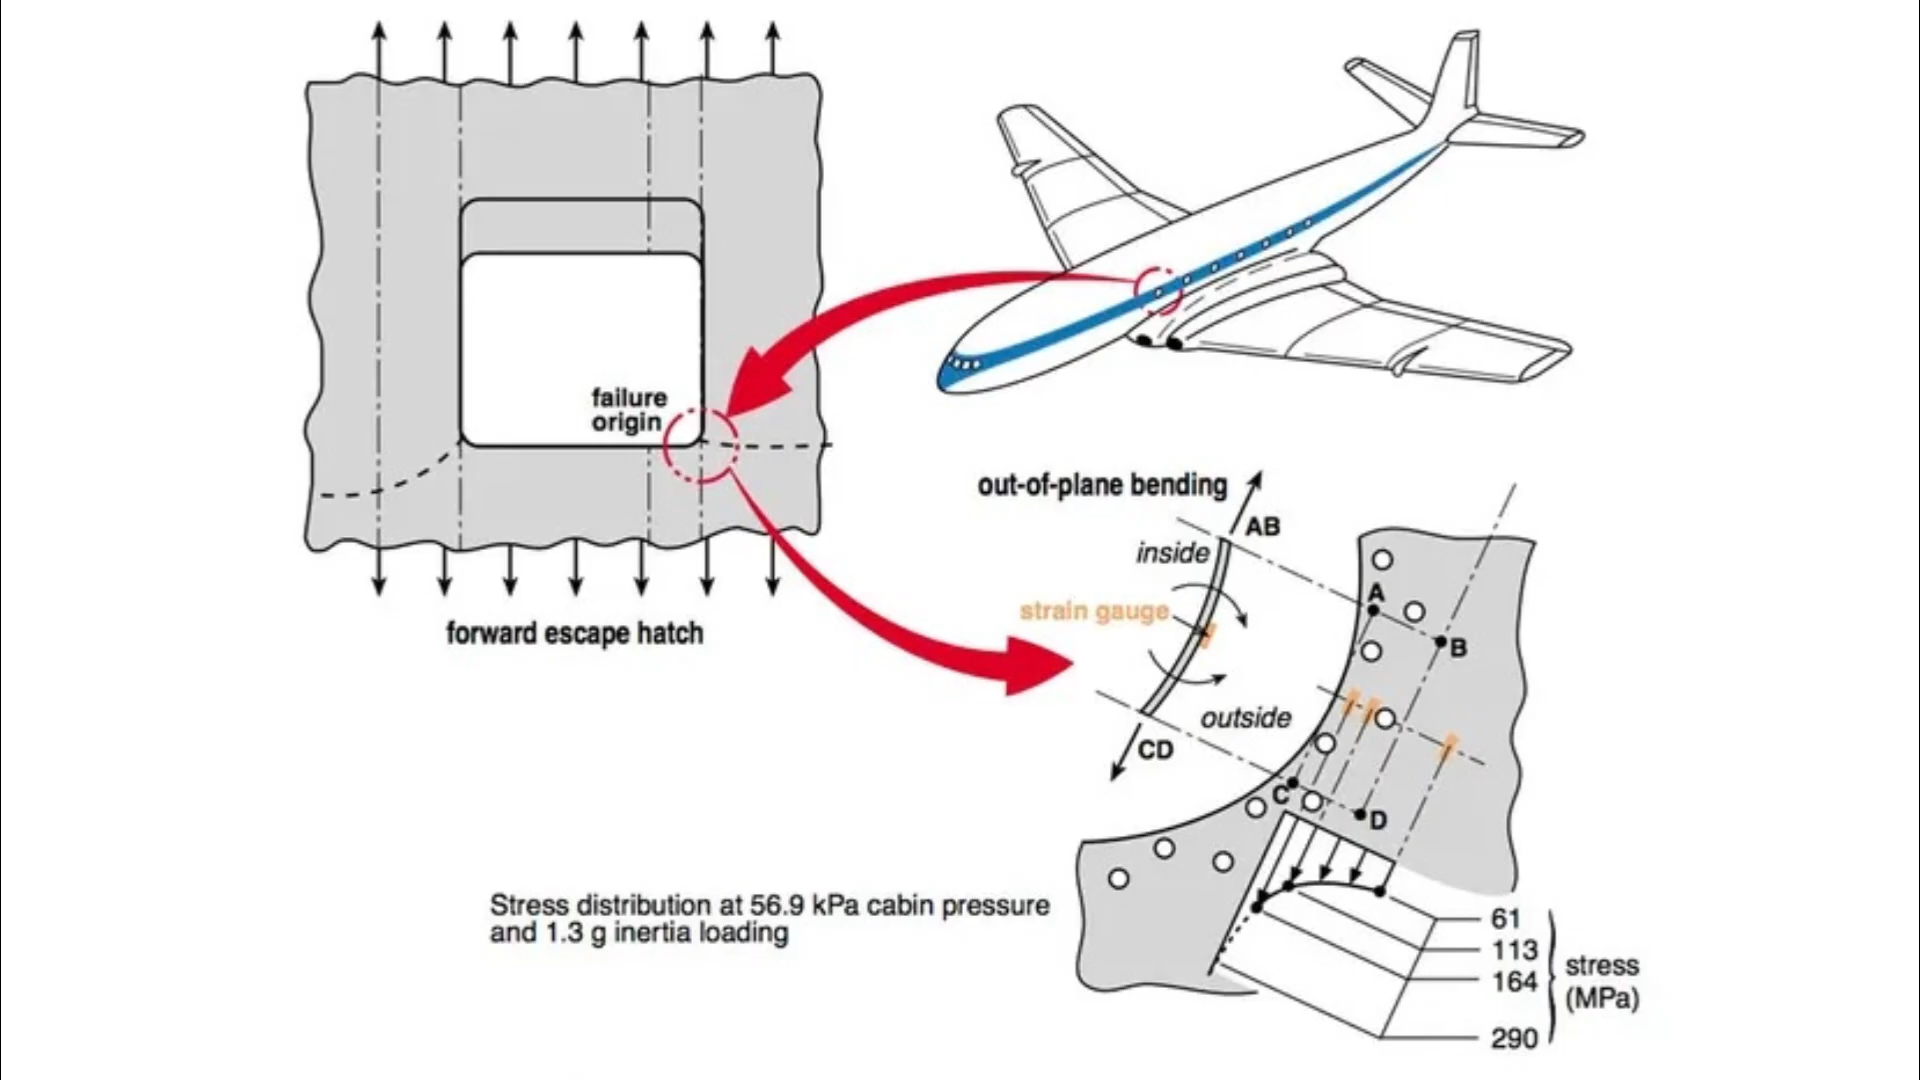 failure
origin
forward escape hatch
out-of-plane bending
AB
inside
strain gauge
outside
CD
A
B
C
D
Stress distribution at 56.9 kPa cabin pressure
and 1.3 g inertia loading
61
113
164
290
stress
(MPa)